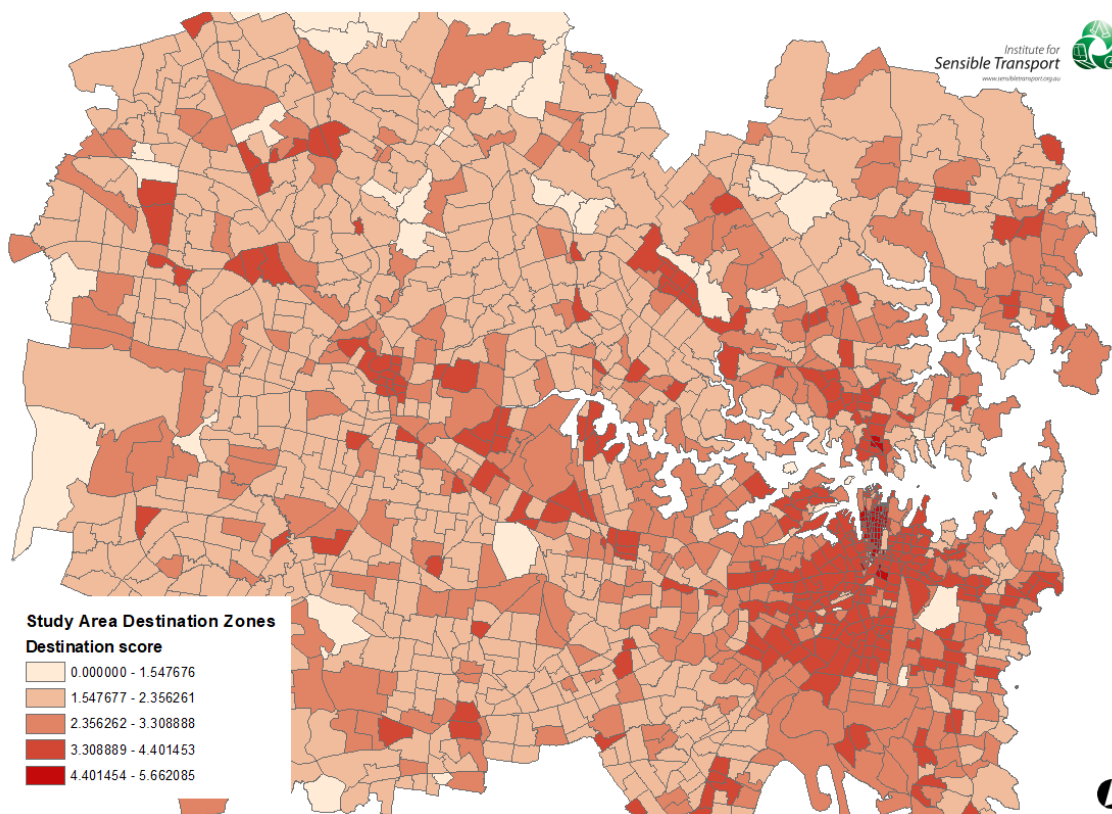 Institute for
Sensible Transport
www.sensibletransport.org.au
Study Area Destination Zones
Destination score
0.000000 - 1.547676
1.547677 - 2.356261
2.356262 - 3.308888
3.308889 - 4.401453
4.401454 - 5.662085